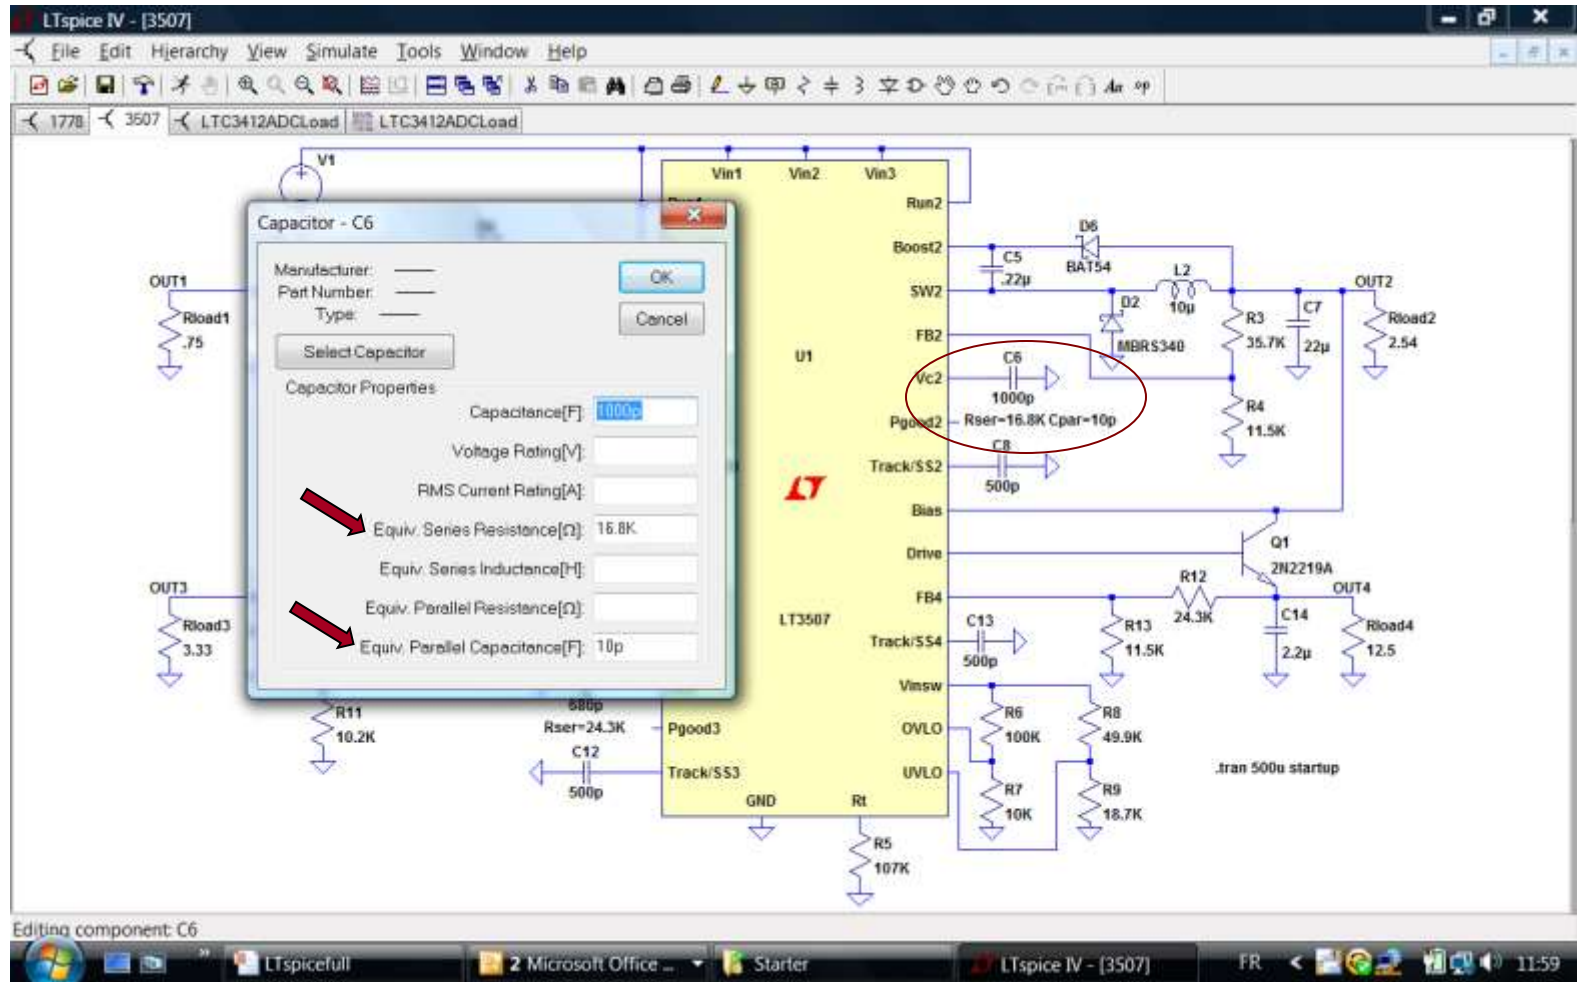 LTspice IV - [3507]
File Edit Hierarchy View Simulate Tools Window Help
1778 3507 LTC3412ADCLoad LTC3412ADCLoad
V1
Vin1 Vin2 Vin3
Run2
Capacitor - C6
Manufacturer:
Part Number:
Type:
OK
Cancel
Select Capacitor
Capacitor Properties
Capacitance[F]: 1000p
Voltage Rating[V]:
RMS Current Rating[A]:
Equiv. Series Resistance[Ω]: 16.8K
Equiv. Series Inductance[H]:
Equiv. Parallel Resistance[Ω]:
Equiv. Parallel Capacitance[F]: 10p
OUT1
Rload1
.75
OUT3
Rload3
3.33
R11
10.2K
680p
Rser=24.3K
C12
500p
Pgood3
Track/SS3
GND
Rt
R5
107K
U1
LT
LT3507
Boost2
SW2
FB2
Vc2
Pgood2
Track/SS2
Bias
Drive
FB4
Track/SS4
Vinsw
OVLO
UVLO
C5
.22µ
D6
BAT54
L2
10µ
D2
MBRS340
OUT2
R3
35.7K
C7
22µ
Rload2
2.54
C6
1000p
Rser=16.8K Cpar=10p
R4
11.5K
C8
500p
Q1
2N2219A
R12
24.3K
OUT4
C13
500p
R13
11.5K
C14
2.2µ
Rload4
12.5
R6
100K
R8
49.9K
R7
10K
R9
18.7K
.tran 500u startup
Editing component: C6
LTspicefull
2 Microsoft Office ...
Starter
LTspice IV - [3507]
FR
11:59